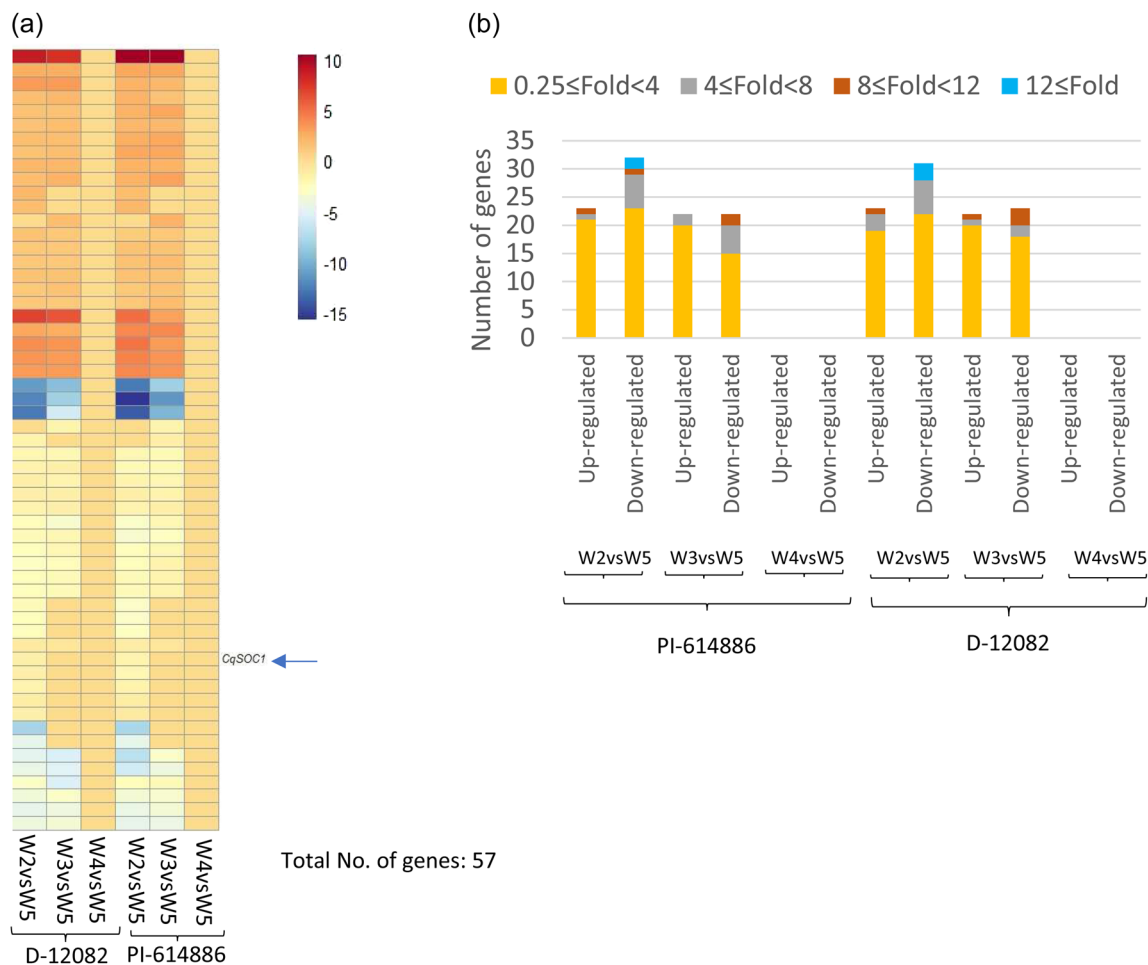 (a)
10
5
0
-5
-10
-15
CqSOC1
W2vsW5
W3vsW5
W4vsW5
W2vsW5
W3vsW5
W4vsW5
D-12082
PI-614886
Total No. of genes: 57
(b)
0.25≤Fold<4 4≤Fold<8 8≤Fold<12 12≤Fold
Number of genes
35
30
25
20
15
10
5
0
Up-regulated
Down-regulated
Up-regulated
Down-regulated
Up-regulated
Down-regulated
Up-regulated
Down-regulated
Up-regulated
Down-regulated
Up-regulated
Down-regulated
W2vsW5 W3vsW5 W4vsW5 W2vsW5 W3vsW5 W4vsW5
PI-614886 D-12082